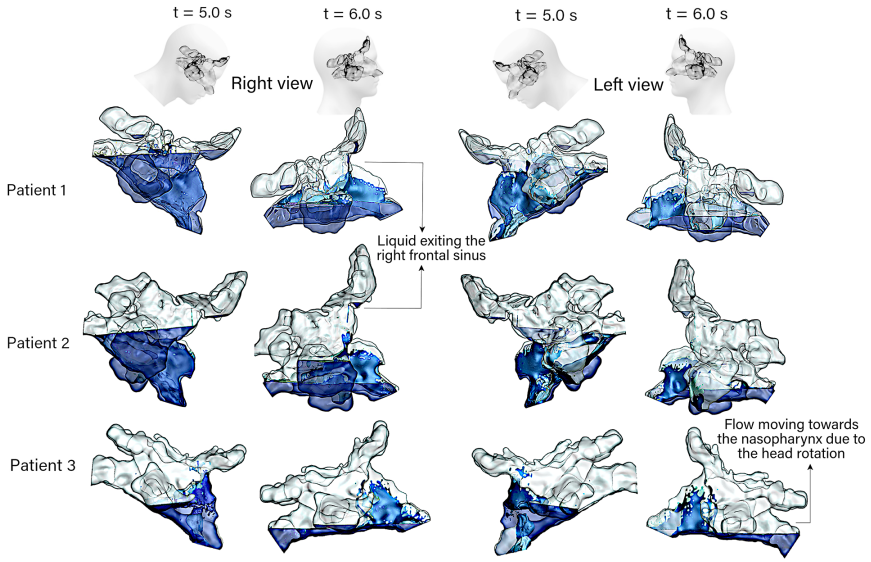 t = 5.0 s
t = 6.0 s
t = 5.0 s
t = 6.0 s
Right view
Left view
Patient 1
Liquid exiting the
right frontal sinus
Patient 2
Flow moving towards
the nasopharynx due to
the head rotation
Patient 3